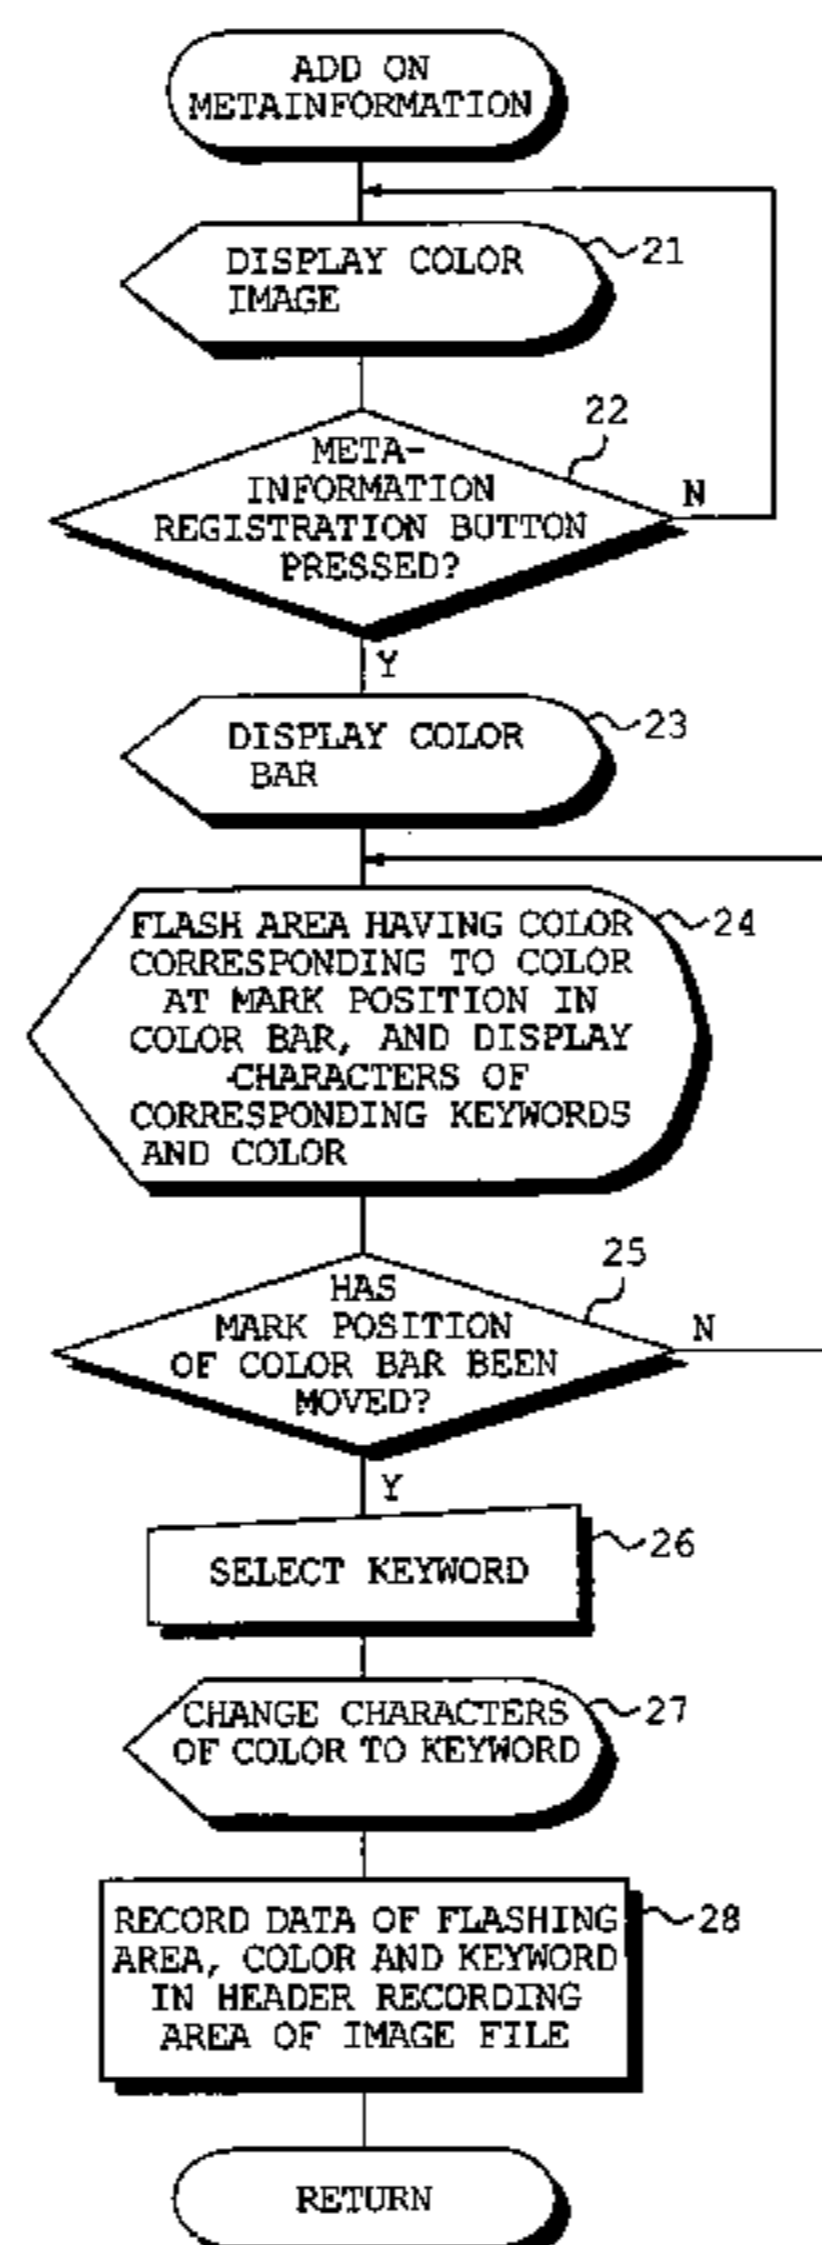 ADD ON
METAINFORMATION
DISPLAY COLOR
IMAGE
21
META-
INFORMATION
REGISTRATION BUTTON
PRESSED?
22
N
Y
DISPLAY COLOR
BAR
23
FLASH AREA HAVING COLOR
CORRESPONDING TO COLOR
AT MARK POSITION IN
COLOR BAR, AND DISPLAY
CHARACTERS OF
CORRESPONDING KEYWORDS
AND COLOR
24
HAS
MARK POSITION
OF COLOR BAR BEEN
MOVED?
25
N
Y
SELECT KEYWORD
26
CHANGE CHARACTERS
OF COLOR TO KEYWORD
27
RECORD DATA OF FLASHING
AREA, COLOR AND KEYWORD
IN HEADER RECORDING
AREA OF IMAGE FILE
28
RETURN